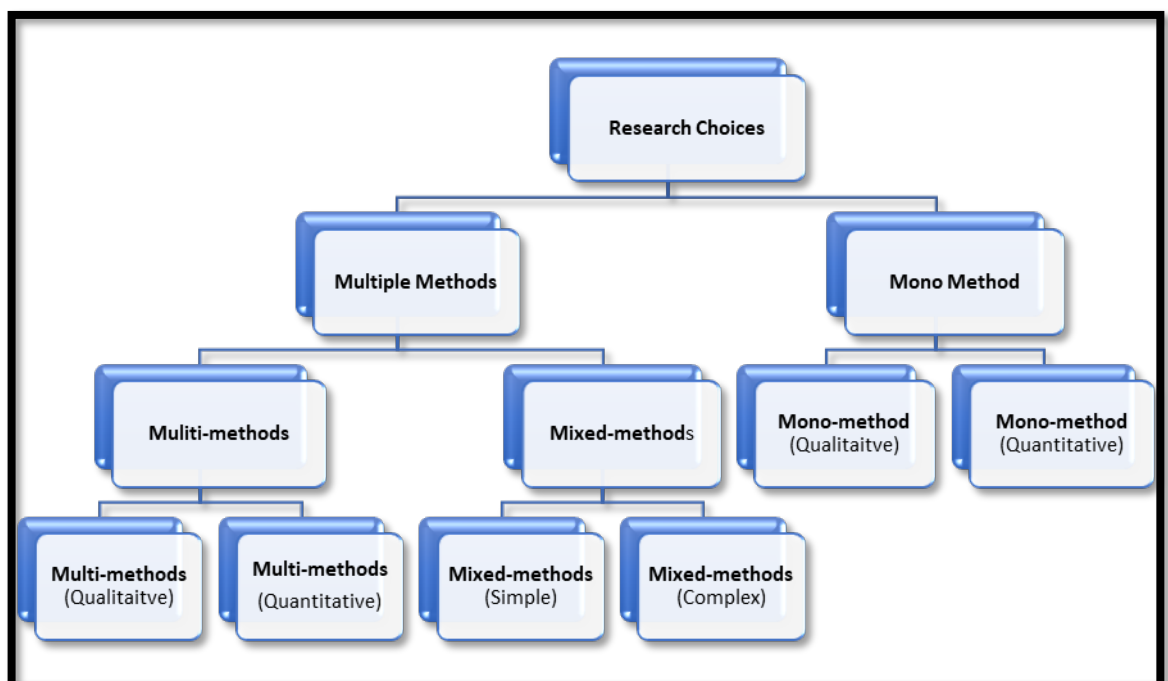 Research Choices
Multiple Methods
Mono Method
Muliti-methods
Mixed-methods
Mono-method
(Qualitaitve)
Mono-method
(Quantitative)
Multi-methods
(Qualitaitve)
Multi-methods
(Quantitative)
Mixed-methods
(Simple)
Mixed-methods
(Complex)